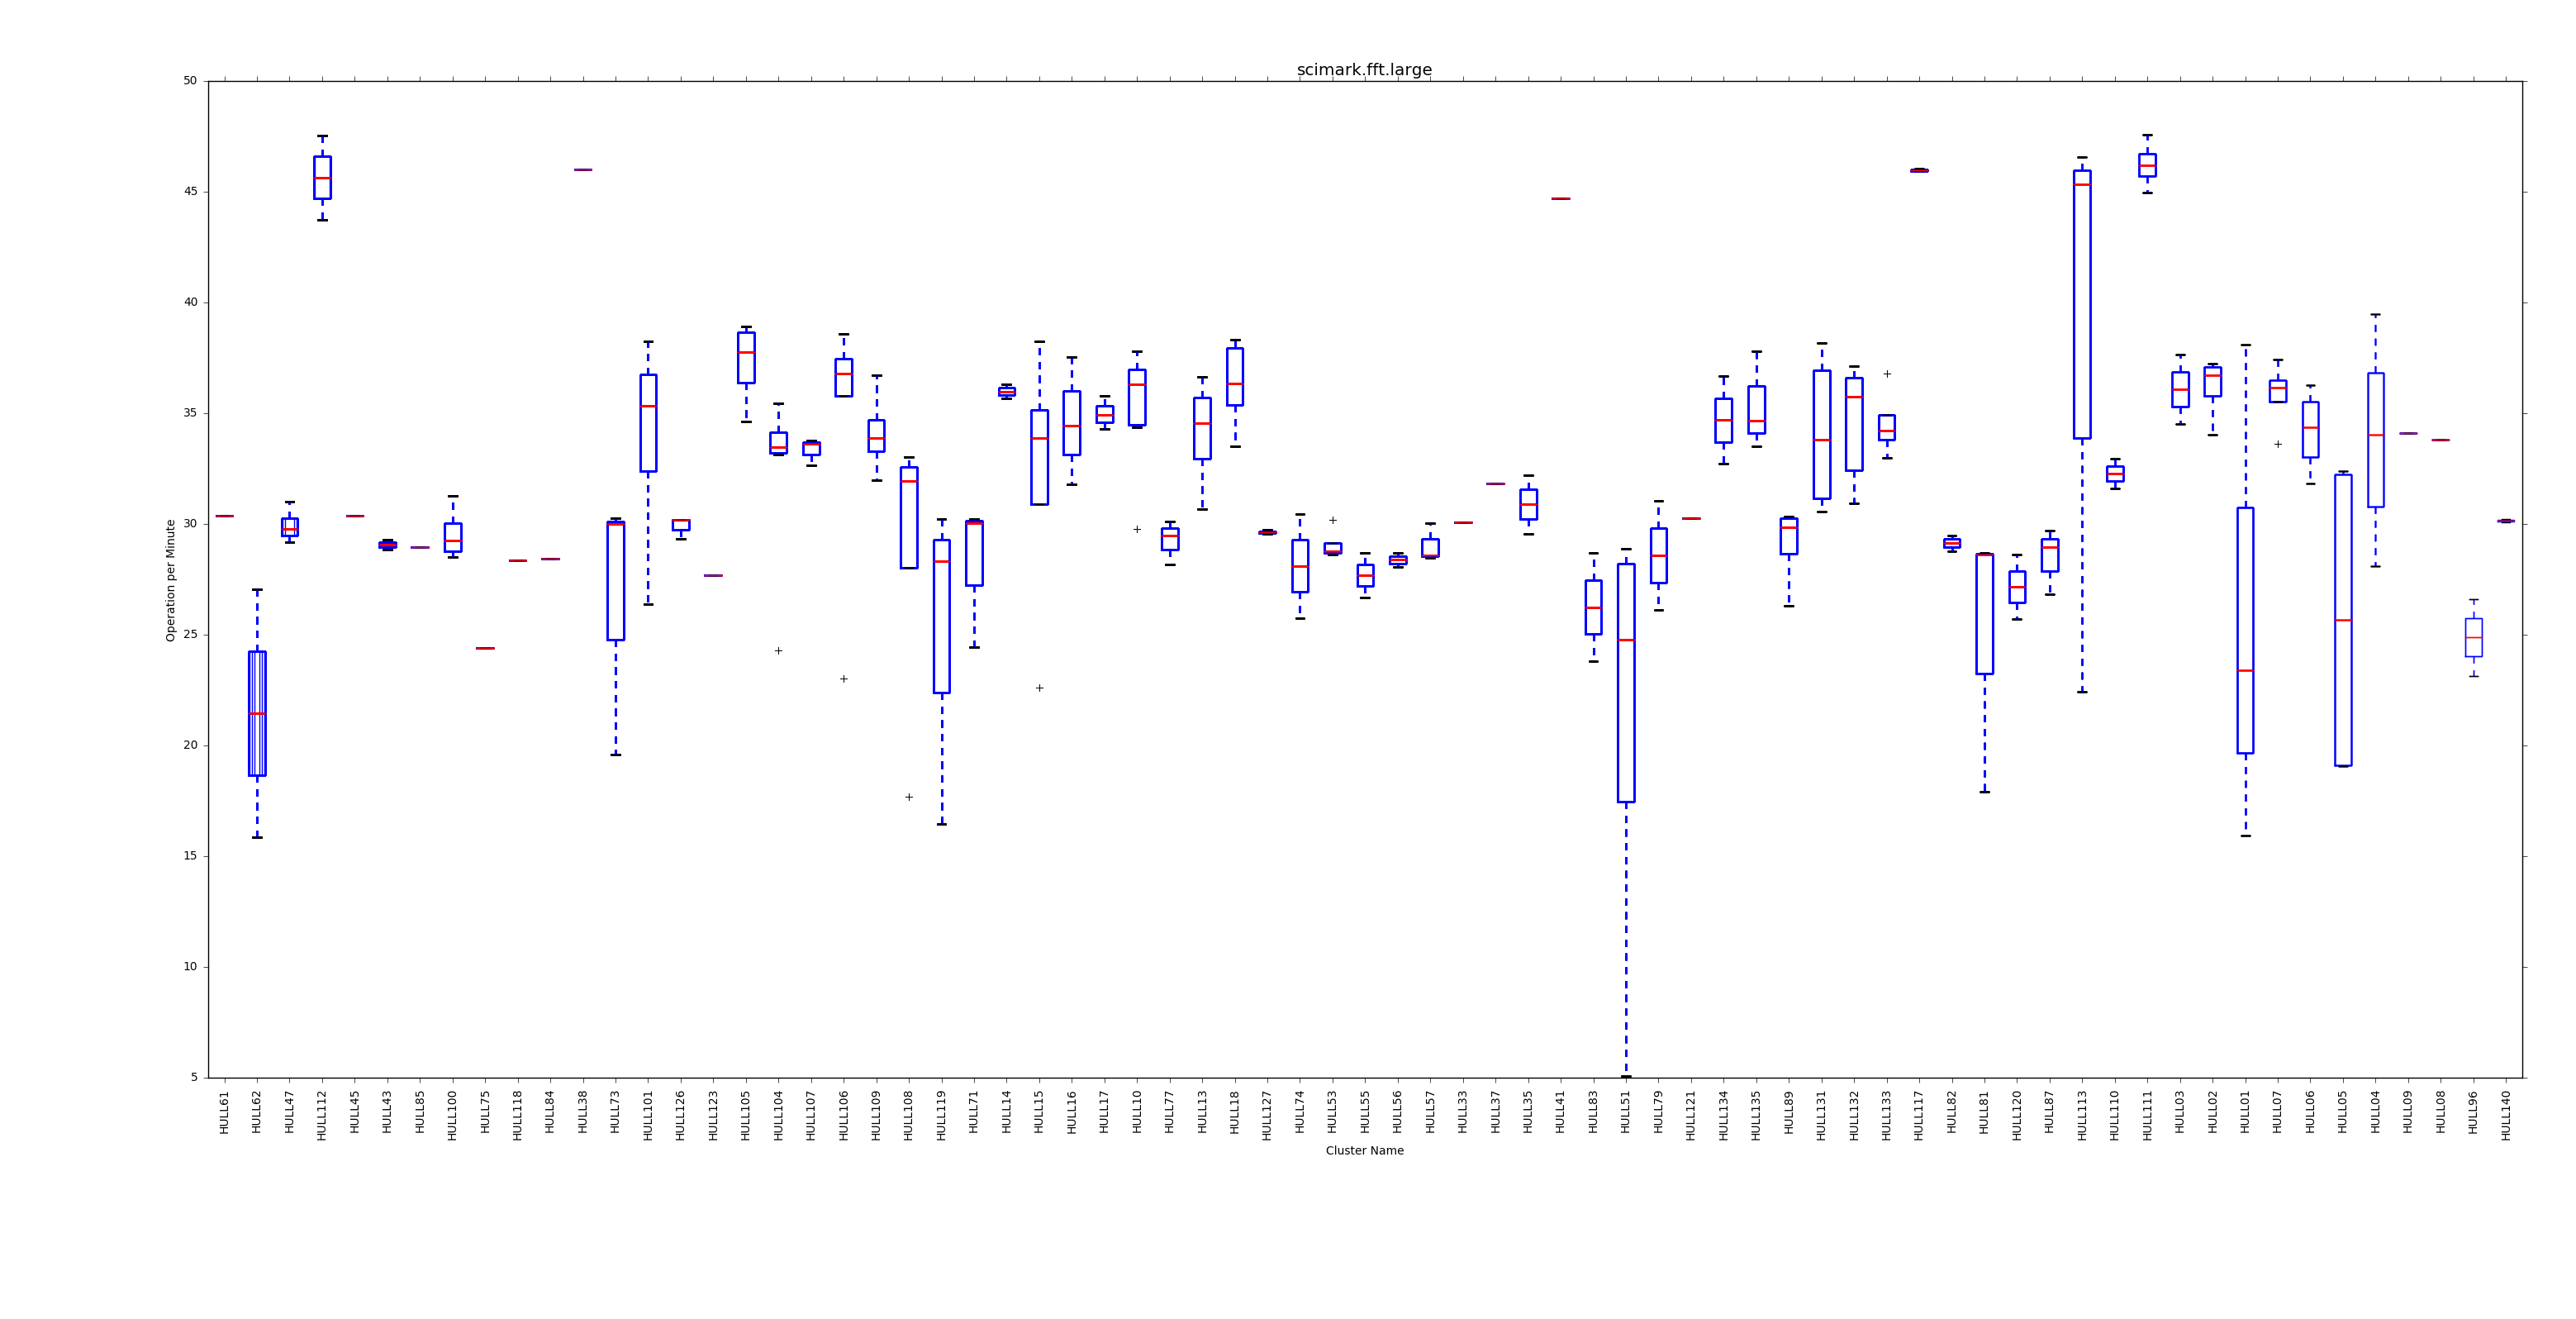 scimark.fft.large
50
45
40
35
30
25
20
15
10
5
Operation per Minute
HULL61
HULL62
HULL47
HULL112
HULL45
HULL43
HULL85
HULL100
HULL75
HULL118
HULL84
HULL38
HULL73
HULL101
HULL126
HULL123
HULL105
HULL104
HULL107
HULL106
HULL109
HULL108
HULL119
HULL71
HULL14
HULL15
HULL16
HULL17
HULL10
HULL77
HULL13
HULL18
HULL127
HULL74
HULL53
HULL55
HULL56
HULL57
HULL33
HULL37
HULL35
HULL41
HULL83
HULL51
HULL79
HULL121
HULL134
HULL135
HULL89
HULL131
HULL132
HULL133
HULL117
HULL82
HULL81
HULL120
HULL87
HULL113
HULL110
HULL111
HULL03
HULL02
HULL01
HULL07
HULL06
HULL05
HULL04
HULL09
HULL08
HULL96
HULL140
Cluster Name